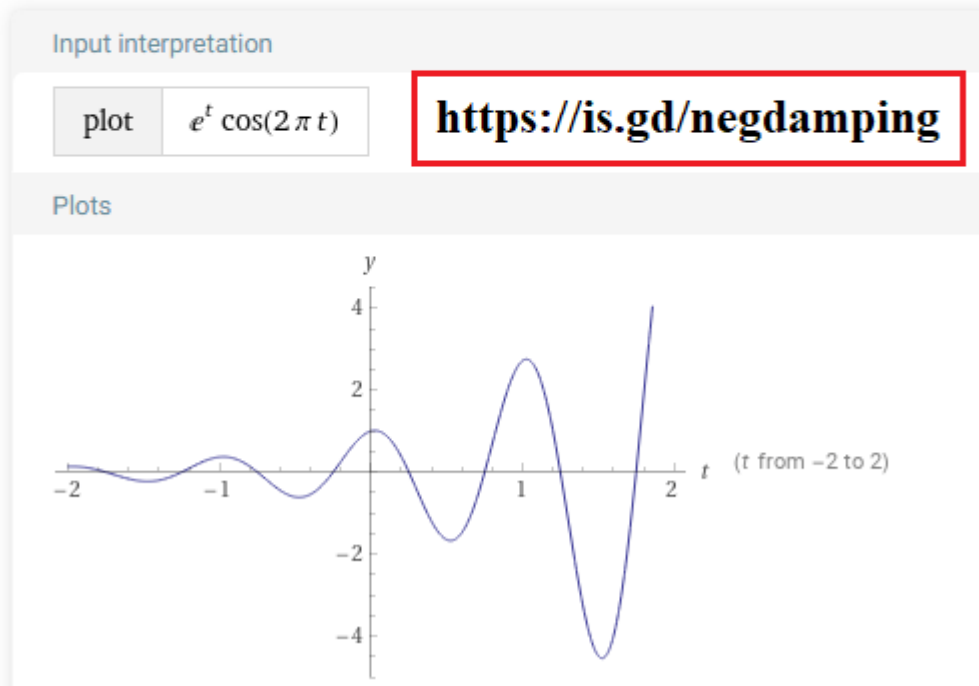 Input interpretation
plot e^t cos(2 π t) https://is.gd/negdamping
Plots
y
4
2
−2 −1 1 2 t (t from −2 to 2)
−2
−4